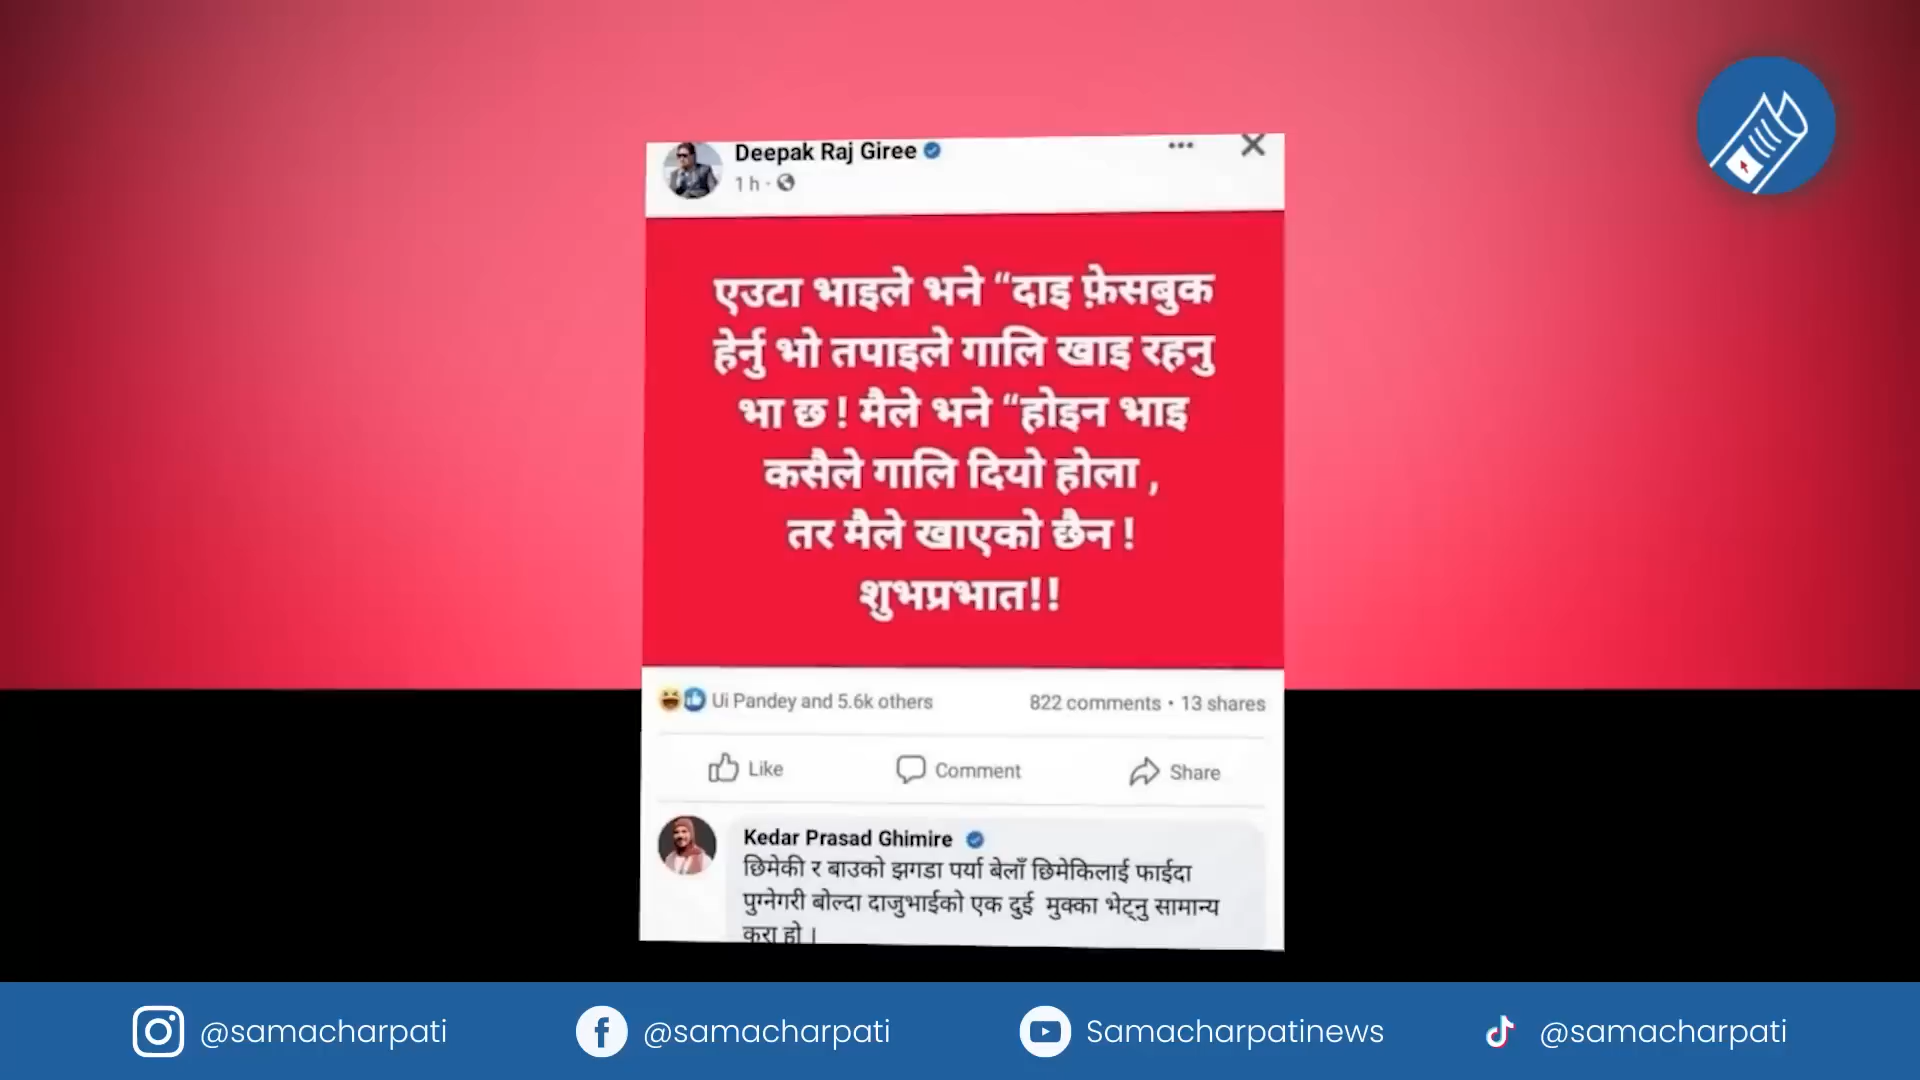 Deepak Raj Giree
1 h ·
एउटा भाइले भने “दाइ फ़ेसबुक
हेर्नु भो तपाइले गालि खाइ रहनु
भा छ ! मैले भने “होइन भाइ
कसैले गालि दियो होला ,
तर मैले खाएको छैन !
शुभप्रभात!!
Ui Pandey and 5.6k others 822 comments • 13 shares
Like Comment Share
Kedar Prasad Ghimire
छिमेकी र बाउको झगडा पर्या बेलाँ छिमेकिलाई फाईदा
पुग्नेगरी बोल्दा दाजुभाईको एक दुई मुक्का भेट्नु सामान्य
करा हो ।
@samacharpati @samacharpati Samacharpatinews @samacharpati